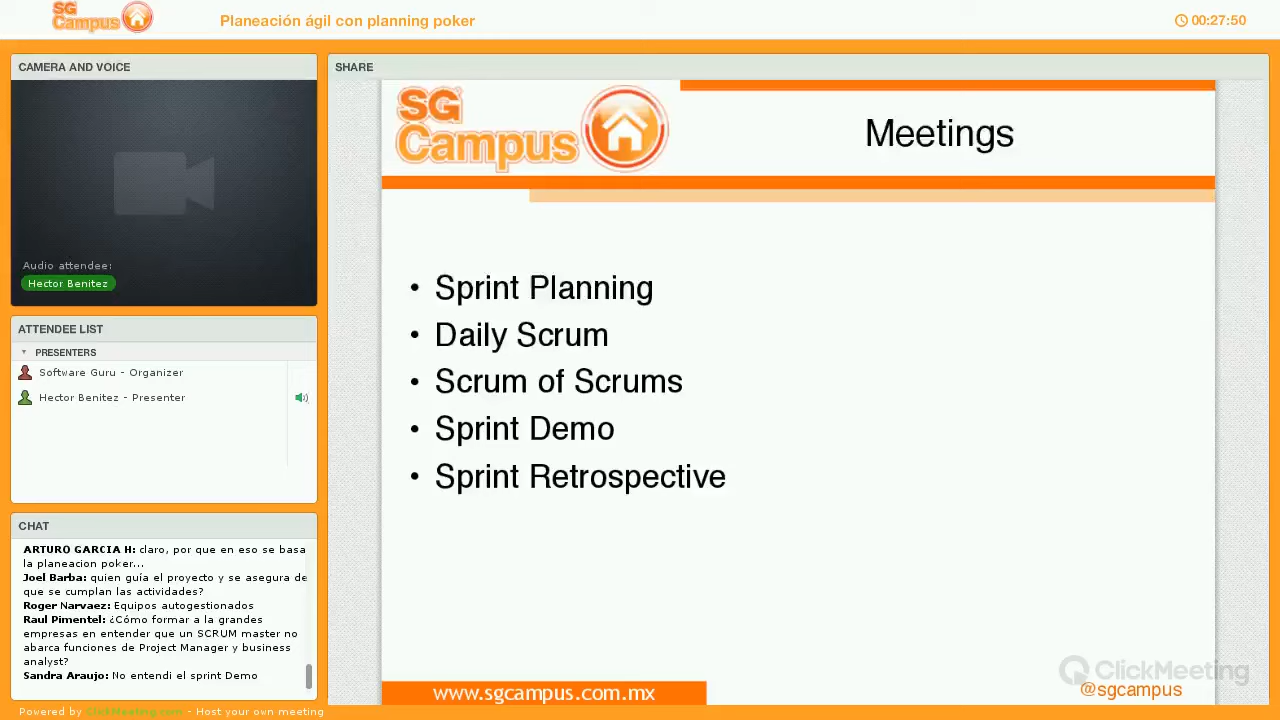 SG
Campus
Planeación ágil con planning poker
00:27:50
CAMERA AND VOICE
Audio attendee:
Hector Benitez
ATTENDEE LIST
PRESENTERS
Software Guru - Organizer
Hector Benitez - Presenter
CHAT
ARTURO GARCIA H: claro, por que en eso se basa
la planeacion poker...
Joel Barba: quien guía el proyecto y se asegura de
que se cumplan las actividades?
Roger Narvaez: Equipos autogestionados
Raul Pimentel: ¿Cómo formar a la grandes
empresas en entender que un SCRUM master no
abarca funciones de Project Manager y business
analyst?
Sandra Araujo: No entendi el sprint Demo
Powered by ClickMeeting.com - Host your own meeting
SHARE
SG
Campus
Meetings
• Sprint Planning
• Daily Scrum
• Scrum of Scrums
• Sprint Demo
• Sprint Retrospective
www.sgcampus.com.mx
ClickMeeting
@sgcampus